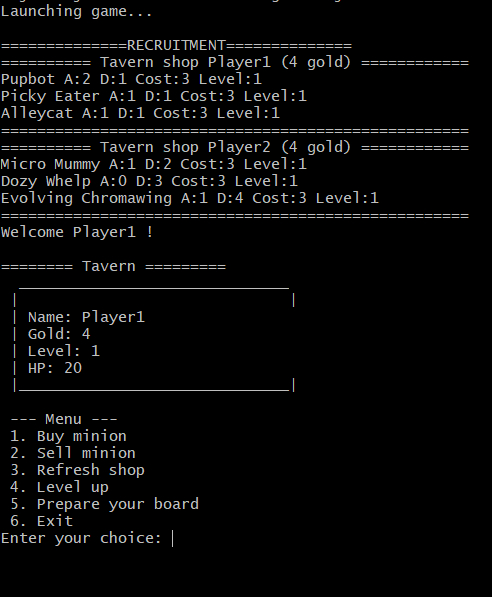 Launching game...
==============RECRUITMENT==============
========== Tavern shop Player1 (4 gold) ============
Pupbot A:2 D:1 Cost:3 Level:1
Picky Eater A:1 D:1 Cost:3 Level:1
Alleycat A:1 D:1 Cost:3 Level:1
====================================================
========== Tavern shop Player2 (4 gold) ============
Micro Mummy A:1 D:2 Cost:3 Level:1
Dozy Whelp A:0 D:3 Cost:3 Level:1
Evolving Chromawing A:1 D:4 Cost:3 Level:1
====================================================
Welcome Player1 !
======== Tavern =========
______________________________
|                              |
| Name: Player1
| Gold: 4
| Level: 1
| HP: 20
|______________________________|
--- Menu ---
1. Buy minion
2. Sell minion
3. Refresh shop
4. Level up
5. Prepare your board
6. Exit
Enter your choice: